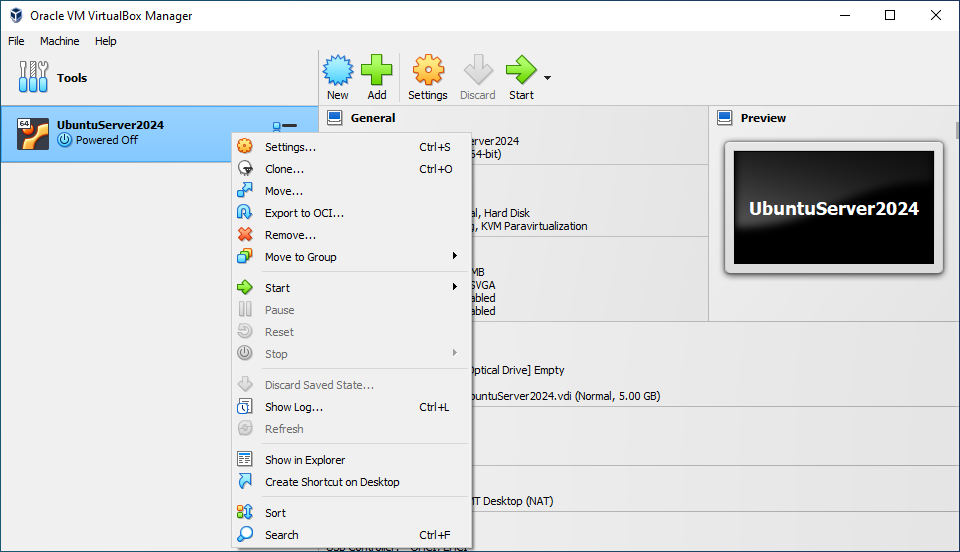 Oracle VM VirtualBox Manager
File Machine Help
Tools
New Add Settings Discard Start
64
UbuntuServer2024
Powered Off
General
Preview
UbuntuServer2024
Settings... Ctrl+S
Clone... Ctrl+O
Move...
Export to OCI...
Remove...
Move to Group
Start
Pause
Reset
Stop
Discard Saved State...
Show Log... Ctrl+L
Refresh
Show in Explorer
Create Shortcut on Desktop
Sort
Search Ctrl+F
erver2024
64-bit)
al, Hard Disk
g, KVM Paravirtualization
MB
SVGA
abled
abled
Optical Drive] Empty
buntuServer2024.vdi (Normal, 5.00 GB)
MT Desktop (NAT)